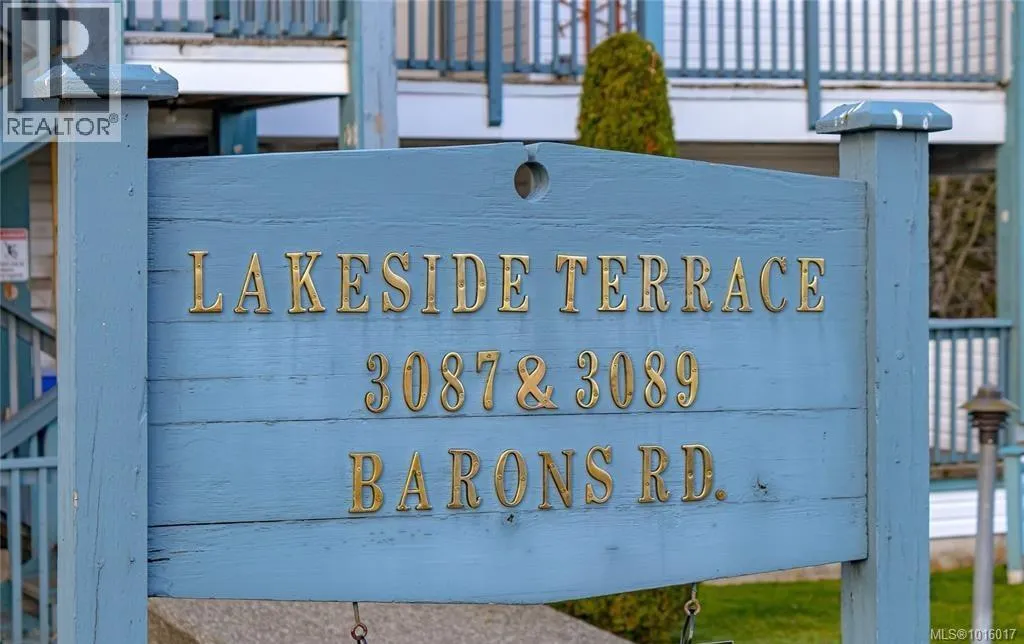 REALTOR®
LAKESIDE TERRACE
3087 & 3089
BARONS RD.
MLS®1016017